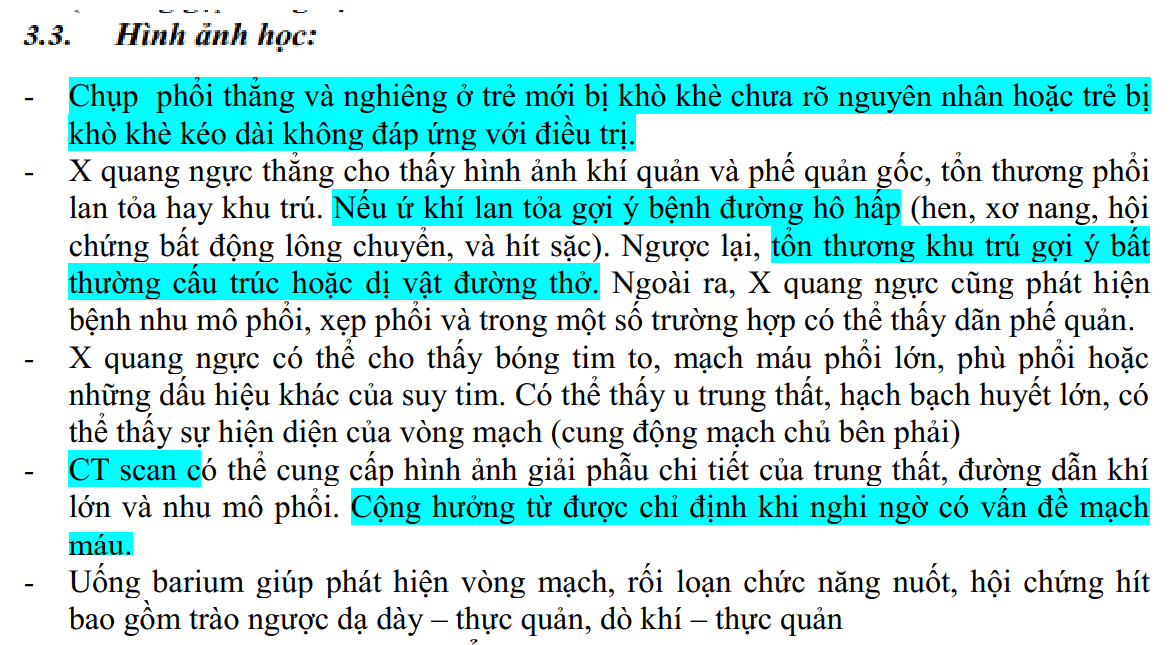 3.3. Hình ảnh học:
- Chụp phổi thẳng và nghiêng ở trẻ mới bị khò khè chưa rõ nguyên nhân hoặc trẻ bị
khò khè kéo dài không đáp ứng với điều trị.
- X quang ngực thẳng cho thấy hình ảnh khí quản và phế quản gốc, tổn thương phổi
lan tỏa hay khu trú. Nếu ứ khí lan tỏa gợi ý bệnh đường hô hấp (hen, xơ nang, hội
chứng bất động lông chuyển, và hít sặc). Ngược lại, tổn thương khu trú gợi ý bất
thường cấu trúc hoặc dị vật đường thở. Ngoài ra, X quang ngực cũng phát hiện
bệnh nhu mô phổi, xẹp phổi và trong một số trường hợp có thể thấy dãn phế quản.
- X quang ngực có thể cho thấy bóng tim to, mạch máu phổi lớn, phù phổi hoặc
những dấu hiệu khác của suy tim. Có thể thấy u trung thất, hạch bạch huyết lớn, có
thể thấy sự hiện diện của vòng mạch (cung động mạch chủ bên phải)
- CT scan có thể cung cấp hình ảnh giải phẫu chi tiết của trung thất, đường dẫn khí
lớn và nhu mô phổi. Cộng hưởng từ được chỉ định khi nghi ngờ có vấn đề mạch
máu.
- Uống barium giúp phát hiện vòng mạch, rối loạn chức năng nuốt, hội chứng hít
bao gồm trào ngược dạ dày – thực quản, dò khí – thực quản